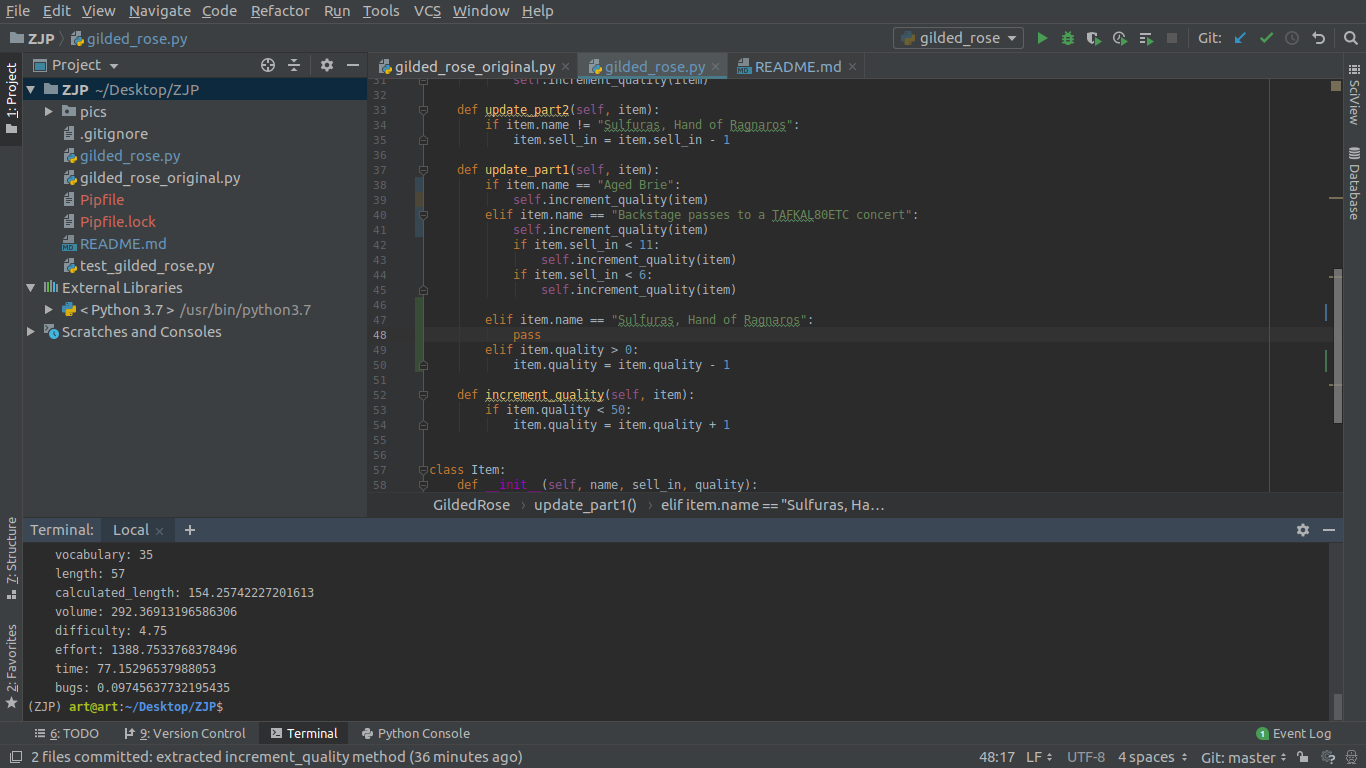 File Edit View Navigate Code Refactor Run Tools VCS Window Help
ZJP gilded_rose.py gilded_rose Git:
1: Project
Project
gilded_rose_original.py gilded_rose.py README.md
ZJP ~/Desktop/ZJP
pics
.gitignore
gilded_rose.py
gilded_rose_original.py
Pipfile
Pipfile.lock
README.md
test_gilded_rose.py
External Libraries
< Python 3.7 > /usr/bin/python3.7
Scratches and Consoles
31 self.increment_quality(item)
32
33 def update_part2(self, item):
34 if item.name != "Sulfuras, Hand of Ragnaros":
35 item.sell_in = item.sell_in - 1
36
37 def update_part1(self, item):
38 if item.name == "Aged Brie":
39 self.increment_quality(item)
40 elif item.name == "Backstage passes to a TAFKAL80ETC concert":
41 self.increment_quality(item)
42 if item.sell_in < 11:
43 self.increment_quality(item)
44 if item.sell_in < 6:
45 self.increment_quality(item)
46
47 elif item.name == "Sulfuras, Hand of Ragnaros":
48 pass
49 elif item.quality > 0:
50 item.quality = item.quality - 1
51
52 def increment_quality(self, item):
53 if item.quality < 50:
54 item.quality = item.quality + 1
55
56
57 class Item:
58 def __init__(self, name, sell_in, quality):
GildedRose update_part1() elif item.name == "Sulfuras, Ha…
SciView
Database
7: Structure
2: Favorites
Terminal: Local +
vocabulary: 35
length: 57
calculated_length: 154.25742227201613
volume: 292.36913196586306
difficulty: 4.75
effort: 1388.7533768378496
time: 77.15296537988053
bugs: 0.09745637732195435
(ZJP) art@art:~/Desktop/ZJP$
6: TODO 9: Version Control Terminal Python Console 1 Event Log
2 files committed: extracted increment_quality method (36 minutes ago) 48:17 LF UTF-8 4 spaces Git: master